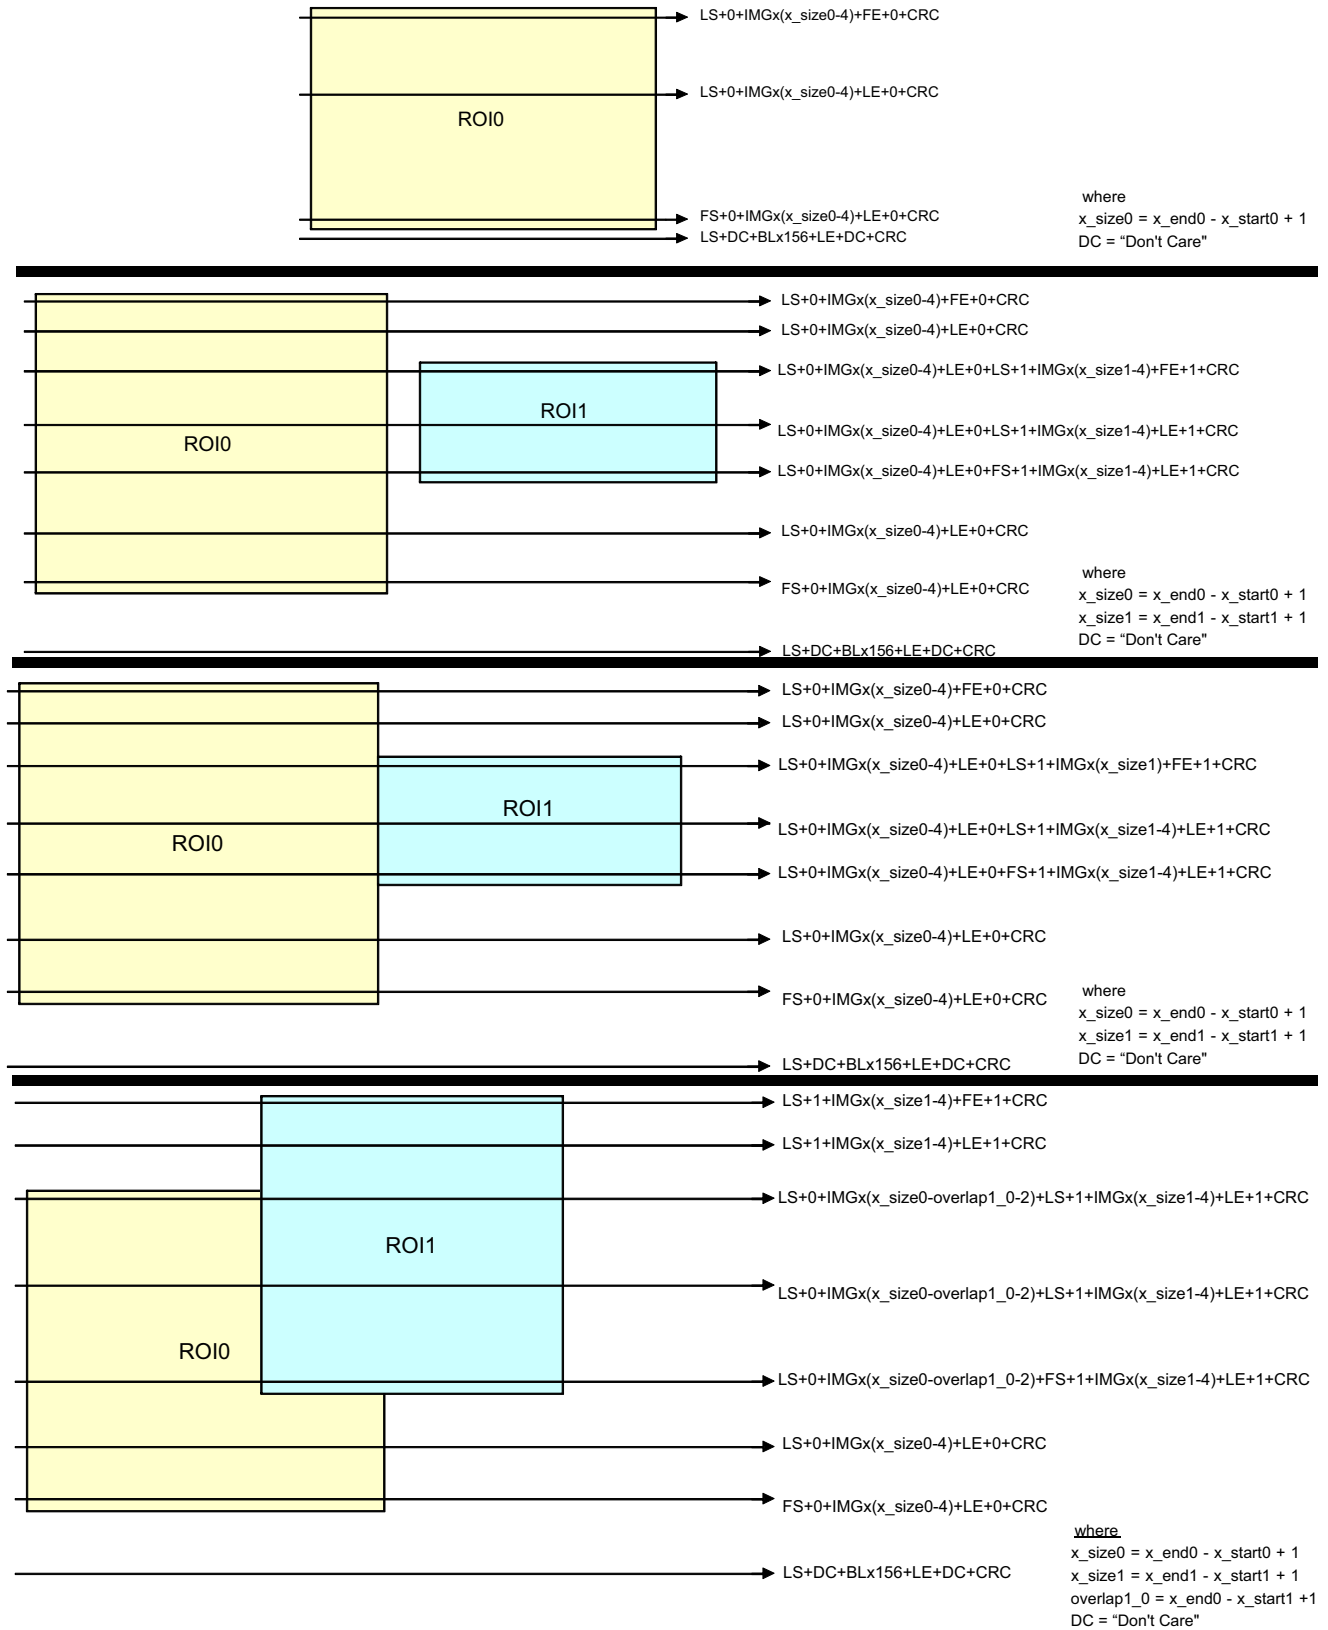 LS+0+IMGx(x_size0-4)+FE+0+CRC
LS+0+IMGx(x_size0-4)+LE+0+CRC
ROI0
FS+0+IMGx(x_size0-4)+LE+0+CRC
LS+DC+BLx156+LE+DC+CRC
where
x_size0 = x_end0 - x_start0 + 1
DC = “Don't Care"
LS+0+IMGx(x_size0-4)+FE+0+CRC
LS+0+IMGx(x_size0-4)+LE+0+CRC
LS+0+IMGx(x_size0-4)+LE+0+LS+1+IMGx(x_size1-4)+FE+1+CRC
ROI1
LS+0+IMGx(x_size0-4)+LE+0+LS+1+IMGx(x_size1-4)+LE+1+CRC
ROI0
LS+0+IMGx(x_size0-4)+LE+0+FS+1+IMGx(x_size1-4)+LE+1+CRC
LS+0+IMGx(x_size0-4)+LE+0+CRC
FS+0+IMGx(x_size0-4)+LE+0+CRC
where
x_size0 = x_end0 - x_start0 + 1
x_size1 = x_end1 - x_start1 + 1
DC = “Don't Care"
LS+DC+BLx156+LE+DC+CRC
LS+0+IMGx(x_size0-4)+FE+0+CRC
LS+0+IMGx(x_size0-4)+LE+0+CRC
LS+0+IMGx(x_size0-4)+LE+0+LS+1+IMGx(x_size1)+FE+1+CRC
ROI1
LS+0+IMGx(x_size0-4)+LE+0+LS+1+IMGx(x_size1-4)+LE+1+CRC
ROI0
LS+0+IMGx(x_size0-4)+LE+0+FS+1+IMGx(x_size1-4)+LE+1+CRC
LS+0+IMGx(x_size0-4)+LE+0+CRC
FS+0+IMGx(x_size0-4)+LE+0+CRC
where
x_size0 = x_end0 - x_start0 + 1
x_size1 = x_end1 - x_start1 + 1
DC = “Don't Care"
LS+DC+BLx156+LE+DC+CRC
LS+1+IMGx(x_size1-4)+FE+1+CRC
LS+1+IMGx(x_size1-4)+LE+1+CRC
LS+0+IMGx(x_size0-overlap1_0-2)+LS+1+IMGx(x_size1-4)+LE+1+CRC
ROI1
LS+0+IMGx(x_size0-overlap1_0-2)+LS+1+IMGx(x_size1-4)+LE+1+CRC
ROI0
LS+0+IMGx(x_size0-overlap1_0-2)+FS+1+IMGx(x_size1-4)+LE+1+CRC
LS+0+IMGx(x_size0-4)+LE+0+CRC
FS+0+IMGx(x_size0-4)+LE+0+CRC
where
x_size0 = x_end0 - x_start0 + 1
x_size1 = x_end1 - x_start1 + 1
overlap1_0 = x_end0 - x_start1 +1
DC = “Don't Care"
LS+DC+BLx156+LE+DC+CRC